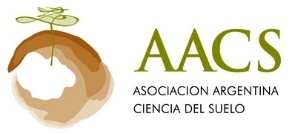 AACS
ASOCIACION ARGENTINA
CIENCIA DEL SUELO